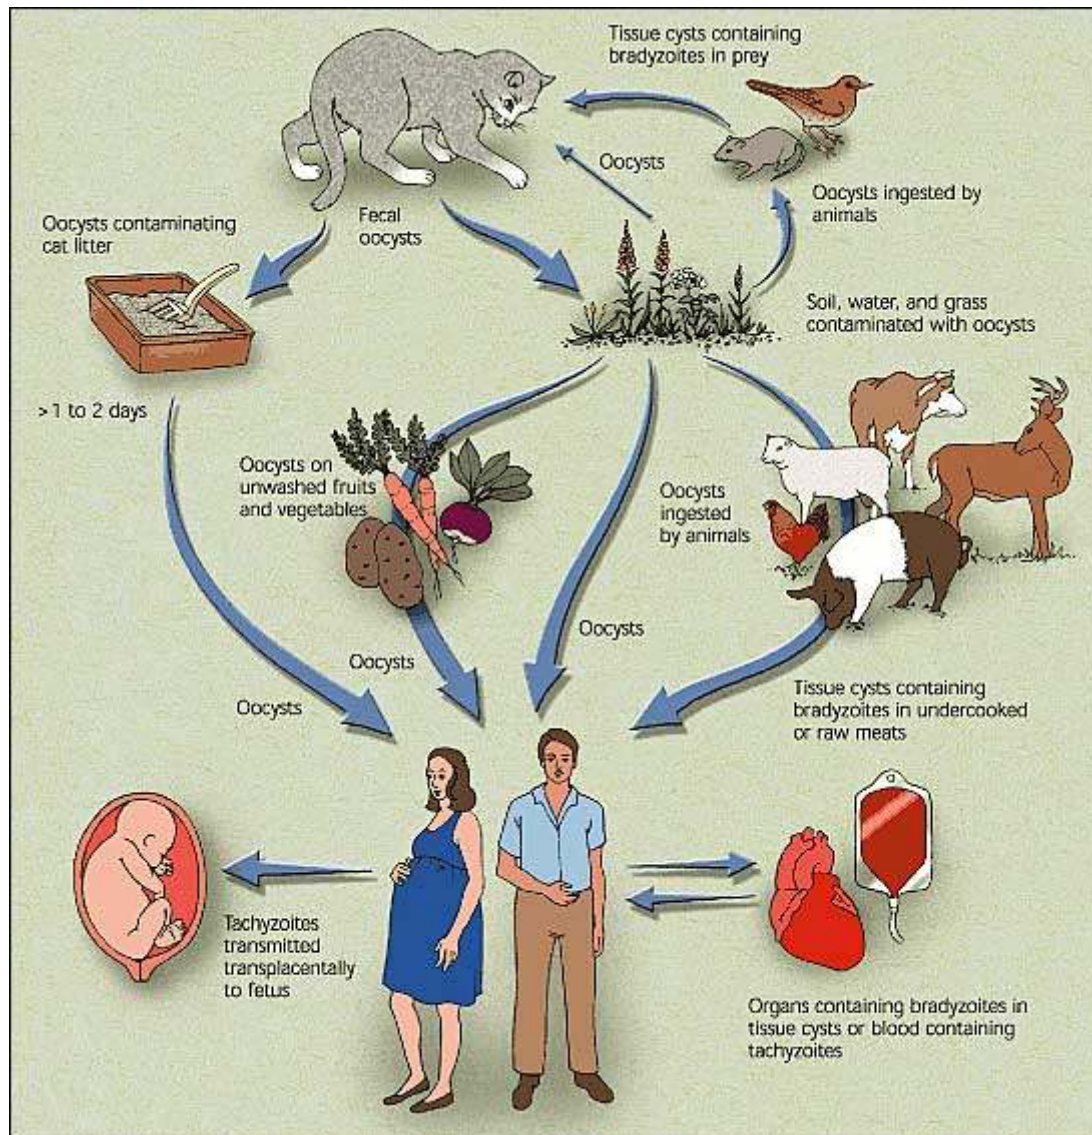 Tissue cysts containing
bradyzoites in prey
Oocysts
Oocysts ingested by
animals
Oocysts contaminating
cat litter
Fecal
oocysts
Soil, water, and grass
contaminated with oocysts
>1 to 2 days
Oocysts on
unwashed fruits
and vegetables
Oocysts
ingested
by animals
Oocysts
Oocysts
Oocysts
Tissue cysts containing
bradyzoites in undercooked
or raw meats
Tachyzoites
transmitted
transplacentally
to fetus
Organs containing bradyzoites in
tissue cysts or blood containing
tachyzoites